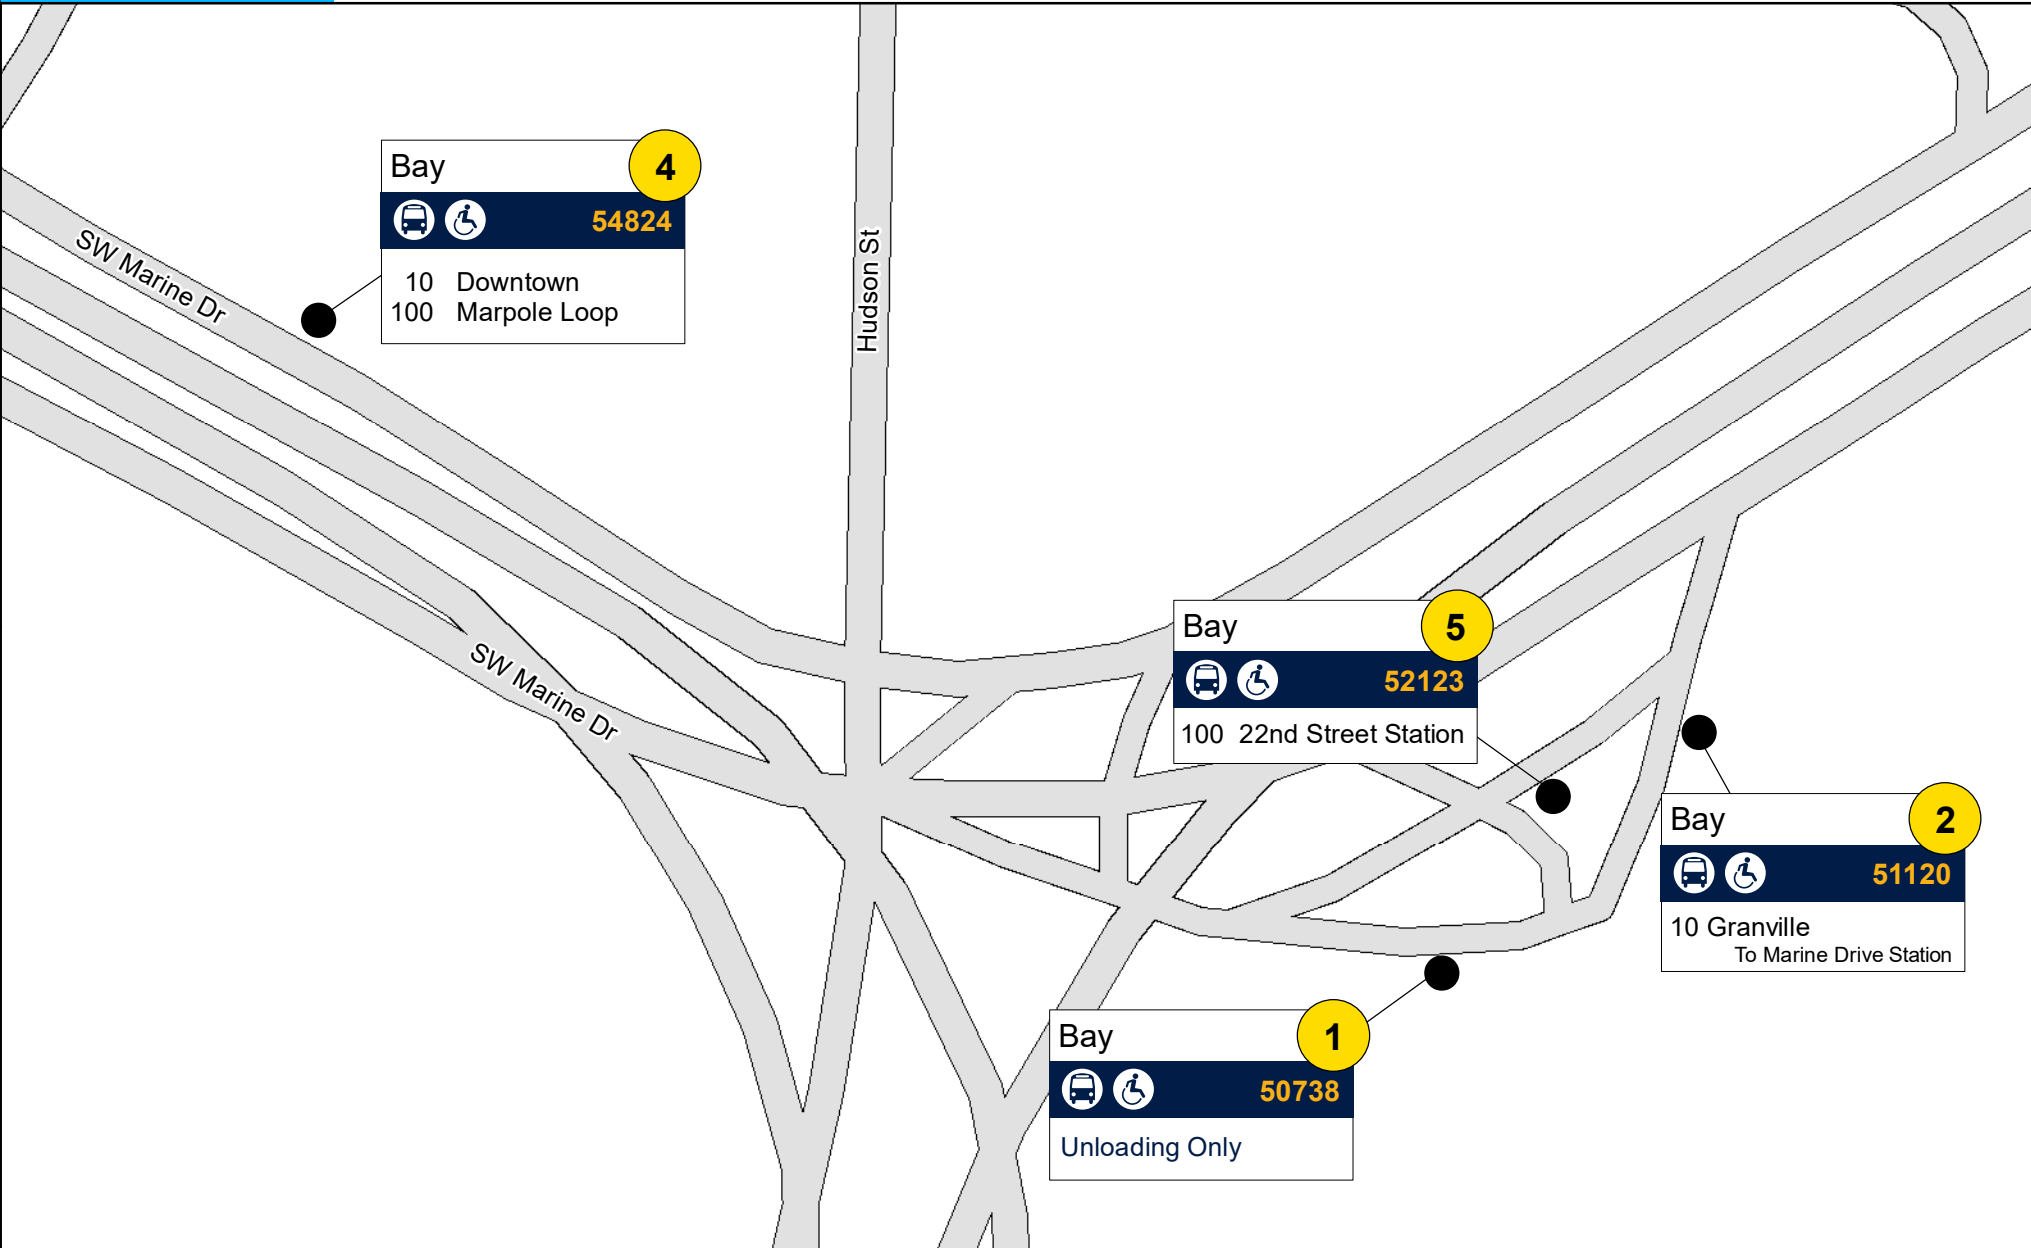 Bay 4
54824
10 Downtown
100 Marpole Loop
SW Marine Dr
Hudson St
Bay 5
52123
100 22nd Street Station
SW Marine Dr
Bay 2
51120
10 Granville
To Marine Drive Station
Bay 1
50738
Unloading Only